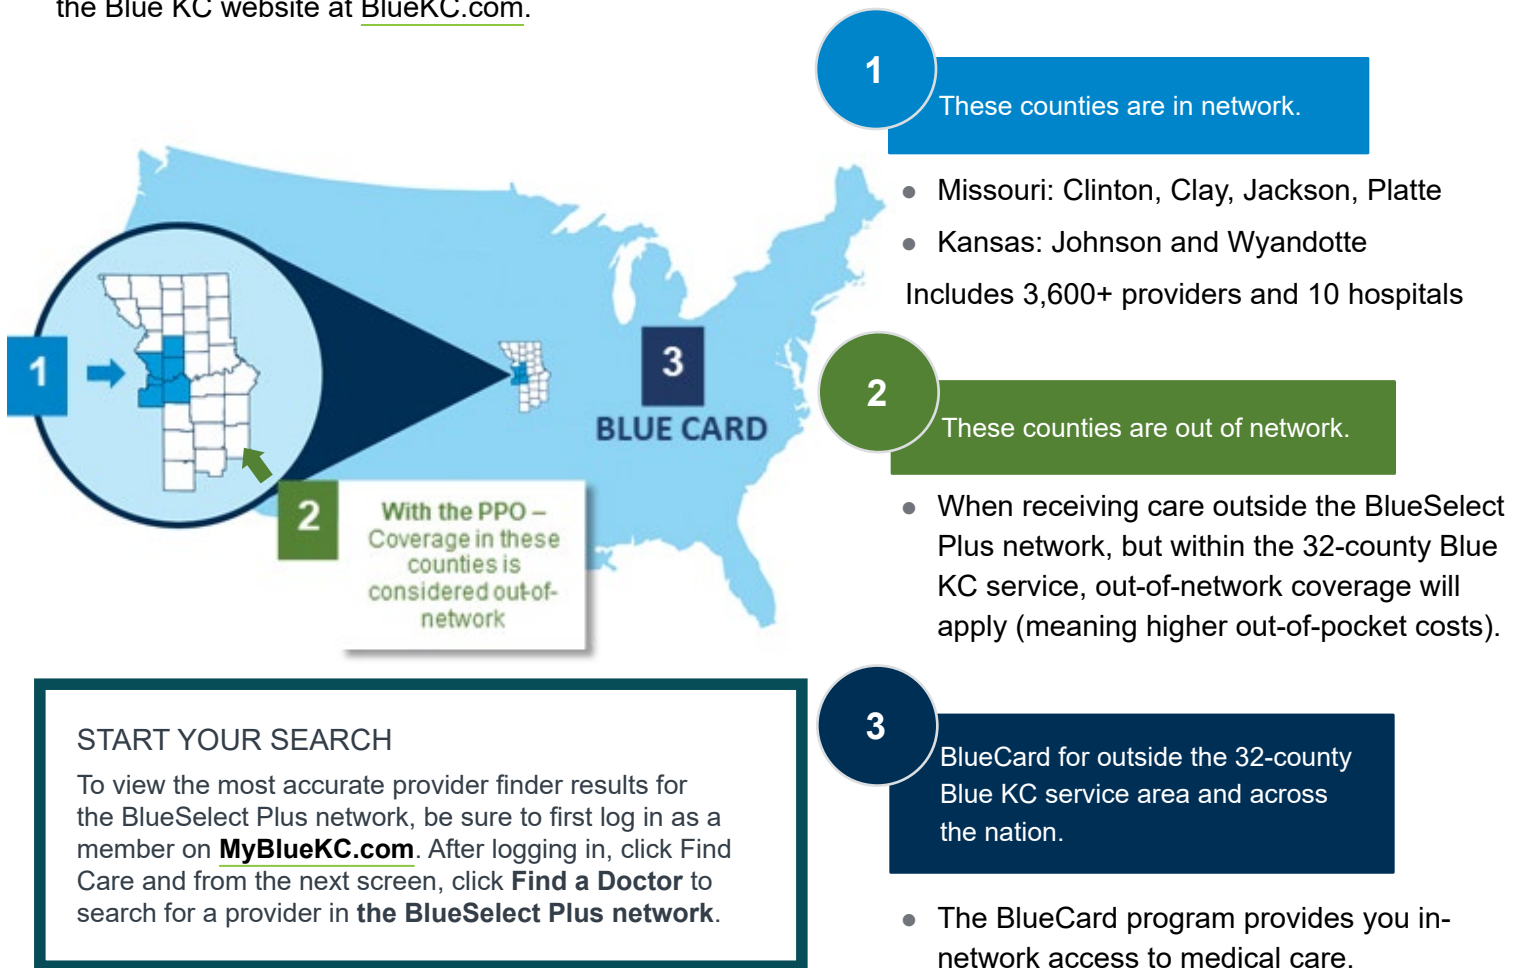 the Blue KC website at BlueKC.com.
1
These counties are in network.
● Missouri: Clinton, Clay, Jackson, Platte
● Kansas: Johnson and Wyandotte
Includes 3,600+ providers and 10 hospitals
1
3
BLUE CARD
2
With the PPO –
Coverage in these
counties is
considered out-of-
network
2
These counties are out of network.
● When receiving care outside the BlueSelect
Plus network, but within the 32-county Blue
KC service, out-of-network coverage will
apply (meaning higher out-of-pocket costs).
START YOUR SEARCH
To view the most accurate provider finder results for
the BlueSelect Plus network, be sure to first log in as a
member on MyBlueKC.com. After logging in, click Find
Care and from the next screen, click Find a Doctor to
search for a provider in the BlueSelect Plus network.
3
BlueCard for outside the 32-county
Blue KC service area and across
the nation.
● The BlueCard program provides you in-
network access to medical care.